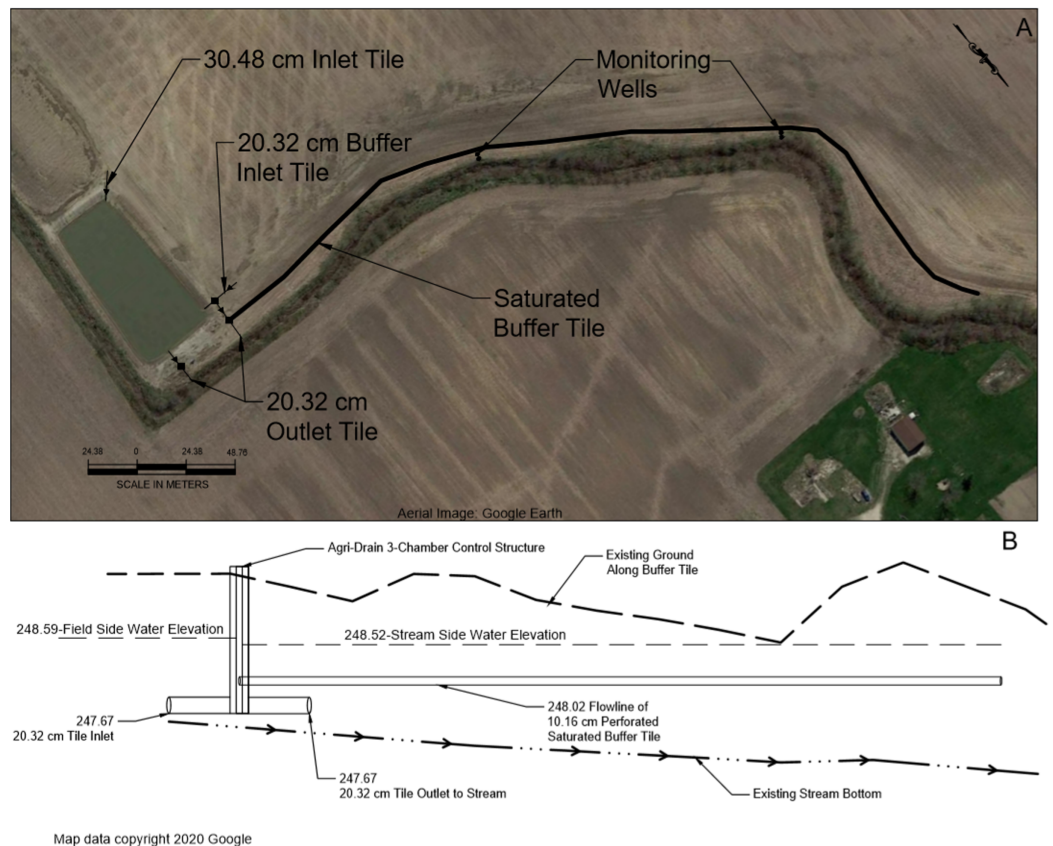 A
30.48 cm Inlet Tile
Monitoring
Wells
20.32 cm Buffer
Inlet Tile
Saturated
Buffer Tile
20.32 cm
Outlet Tile
24.38 0 24.38 48.76
SCALE IN METERS
Aerial Image: Google Earth
B
Agri-Drain 3-Chamber Control Structure
Existing Ground
Along Buffer Tile
248.59-Field Side Water Elevation
248.52-Stream Side Water Elevation
248.02 Flowline of
10.16 cm Perforated
Saturated Buffer Tile
247.67
20.32 cm Tile Inlet
247.67
20.32 cm Tile Outlet to Stream
Existing Stream Bottom
Map data copyright 2020 Google